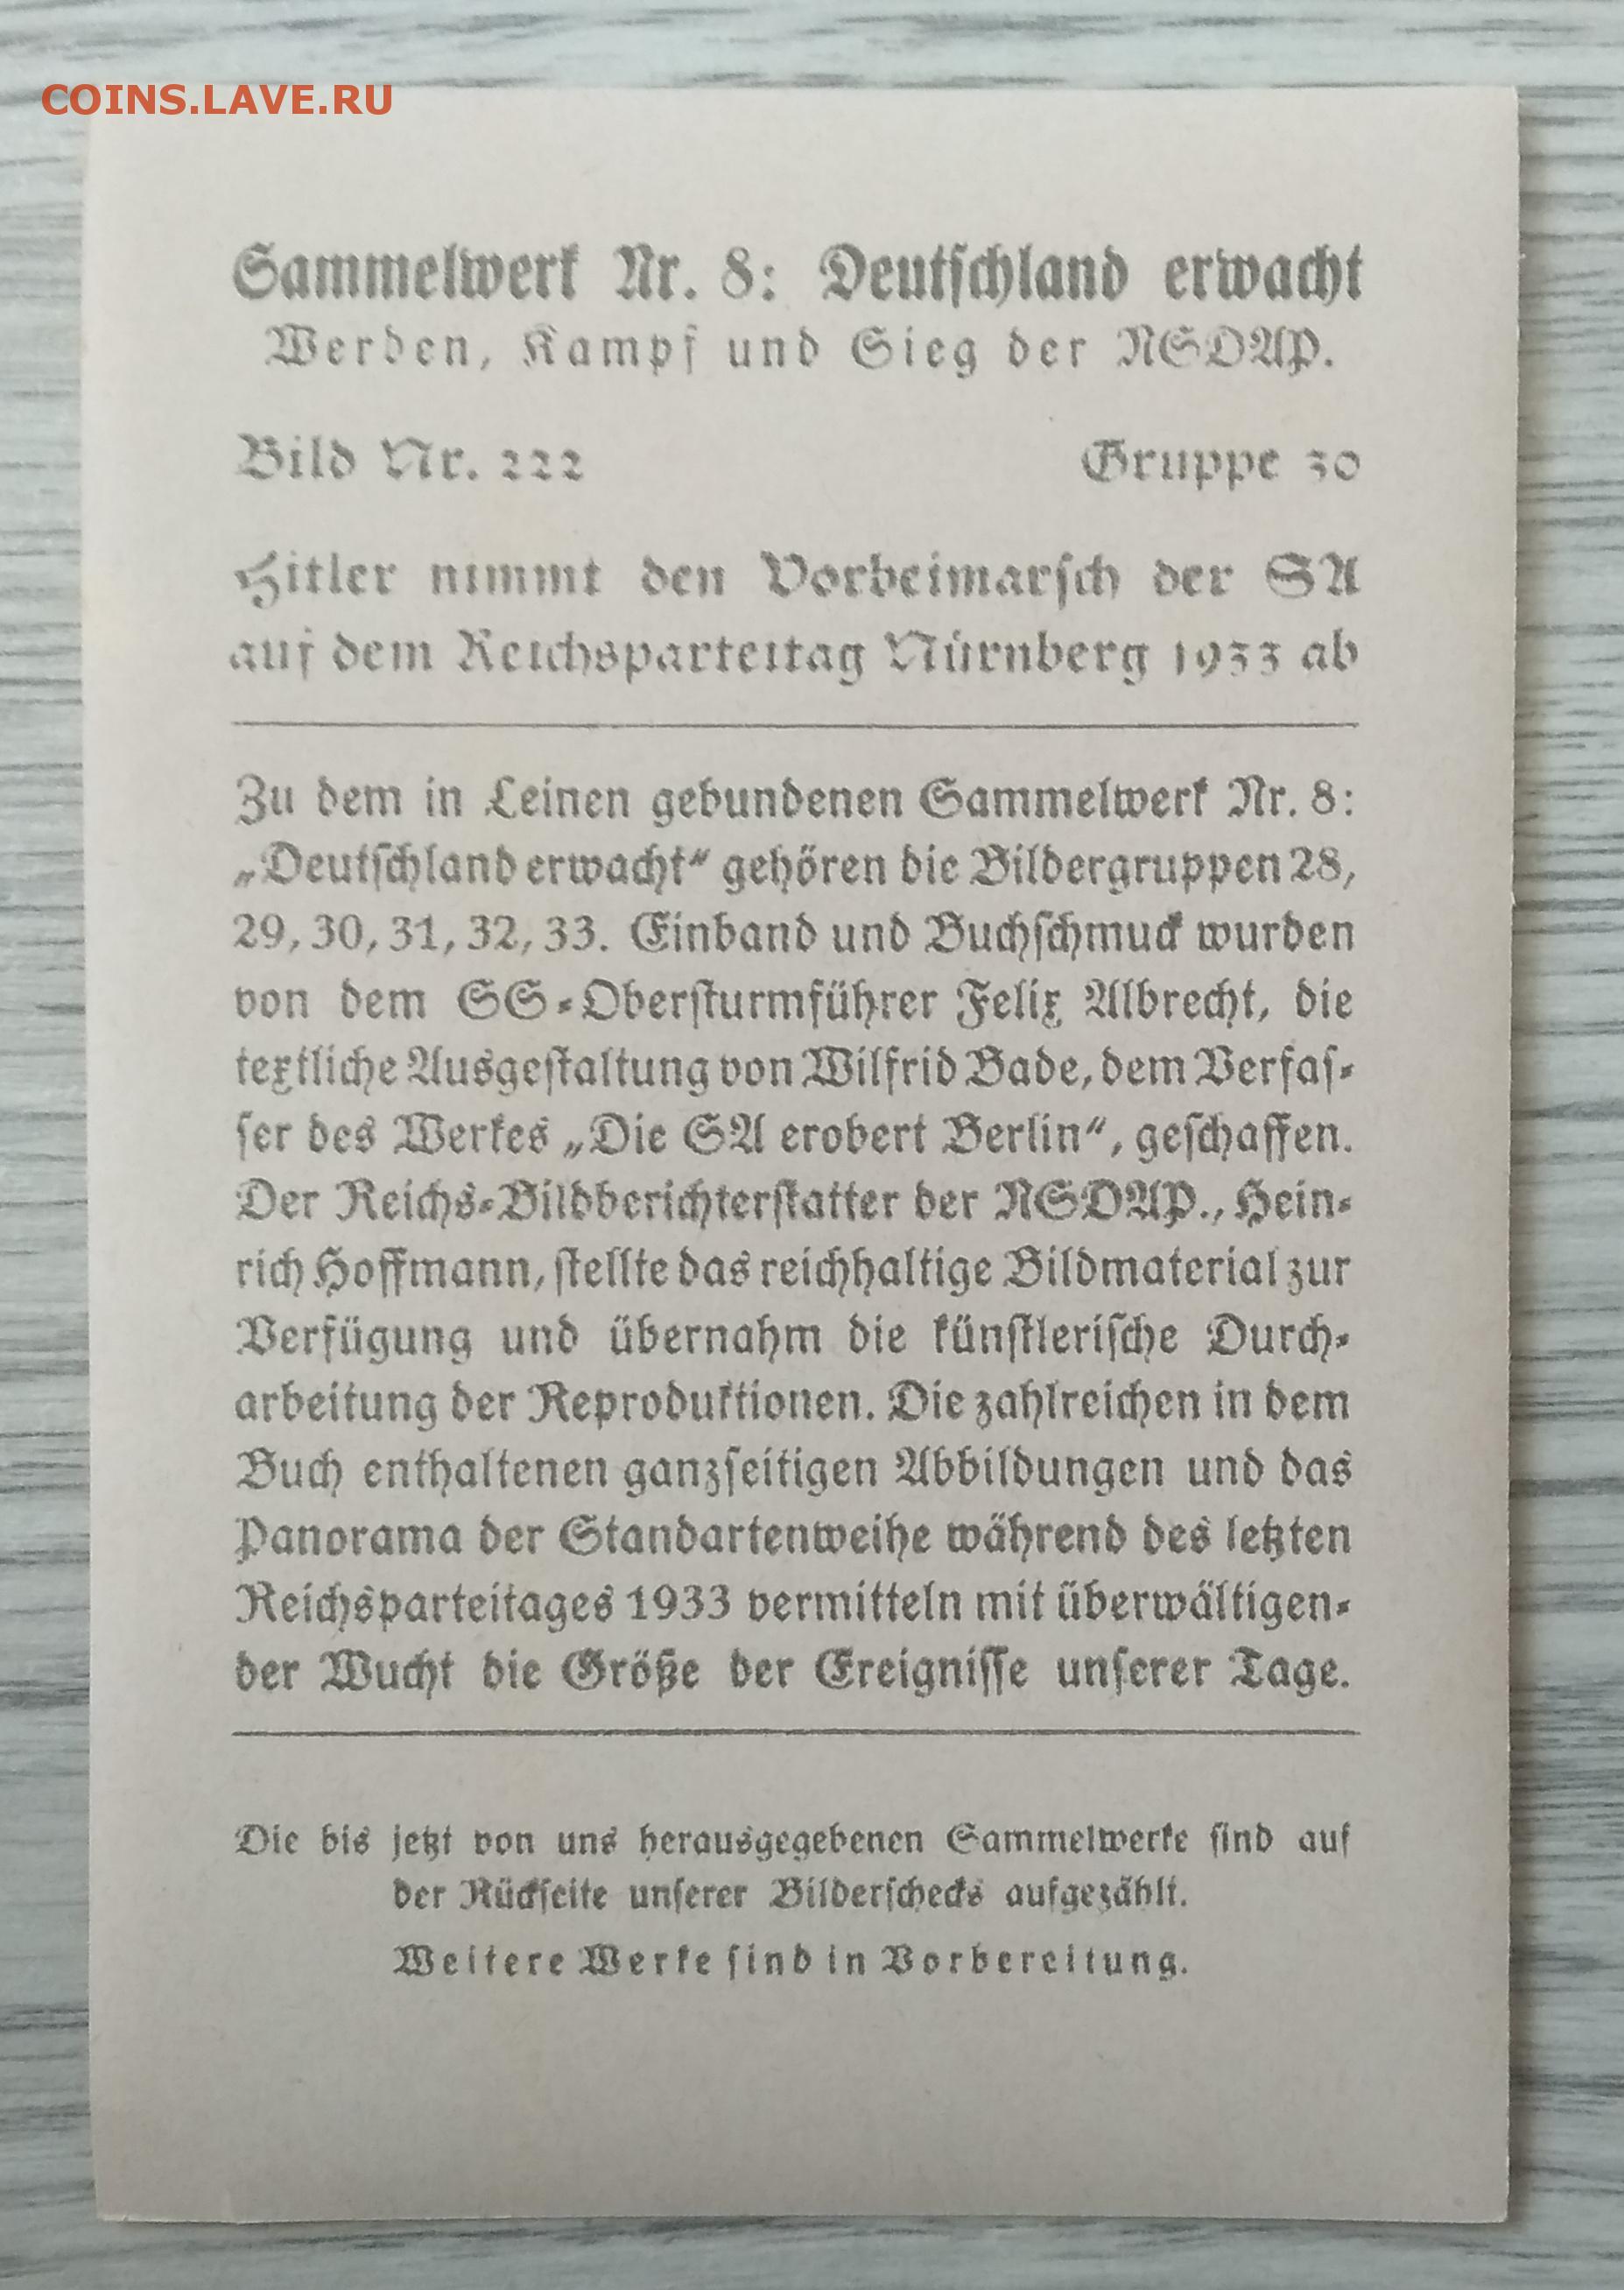 COINS.LAVE.RU
Sammelwerk Nr. 8: Deutſchland erwacht
Werden, Kampf und Sieg der NSDAP.
Bild Nr. 222 Gruppe 30
Hitler nimmt den Vorbeimarſch der SA
auf dem Reichsparteitag Nürnberg 1933 ab
Zu dem in Leinen gebundenen Sammelwerk Nr. 8:
„Deutſchland erwacht“ gehören die Bildergruppen 28,
29, 30, 31, 32, 33. Einband und Buchſchmuck wurden
von dem SS-Oberſturmführer Felix Albrecht, die
textliche Ausgeſtaltung von Wilfrid Bade, dem Verfaſ-
ſer des Werkes „Die SA erobert Berlin“, geſchaffen.
Der Reichs-Bildberichterſtatter der NSDAP., Hein-
rich Hoffmann, ſtellte das reichhaltige Bildmaterial zur
Verfügung und übernahm die künſtleriſche Durch-
arbeitung der Reproduktionen. Die zahlreichen in dem
Buch enthaltenen ganzſeitigen Abbildungen und das
Panorama der Standartenweihe während des letzten
Reichsparteitages 1933 vermitteln mit überwältigen-
der Wucht die Größe der Ereigniſſe unſerer Tage.
Die bis jetzt von uns herausgegebenen Sammelwerke ſind auf
der Rückſeite unſerer Bilderſchecks aufgezählt.
Weitere Werke ſind in Vorbereitung.